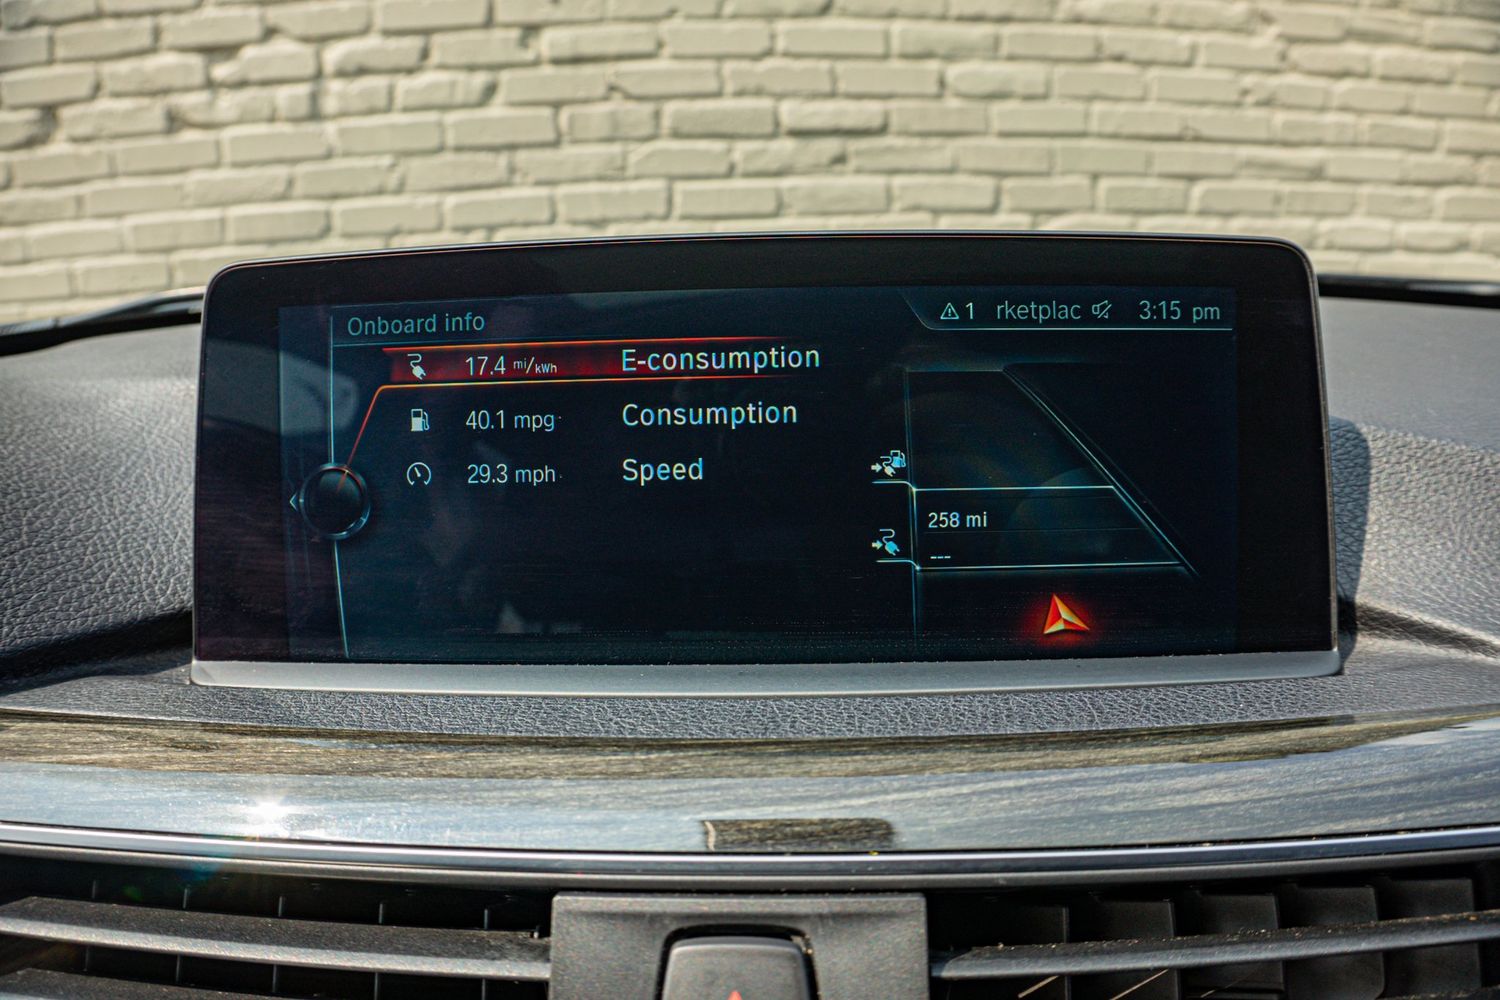 Onboard info
1 rketplac 3:15 pm
17.4 mi/kWh E-consumption
40.1 mpg Consumption
29.3 mph Speed
258 mi
---